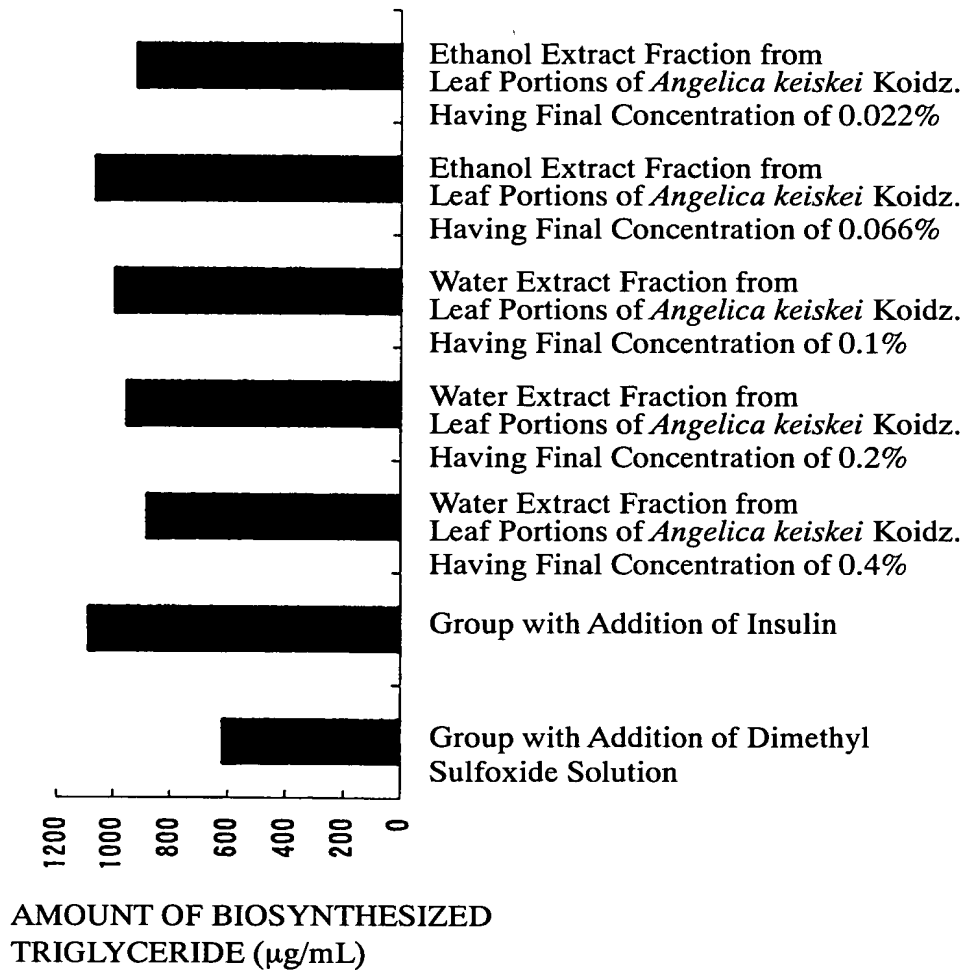 Ethanol Extract Fraction from
Leaf Portions of Angelica keiskei Koidz.
Having Final Concentration of 0.022%
Ethanol Extract Fraction from
Leaf Portions of Angelica keiskei Koidz.
Having Final Concentration of 0.066%
Water Extract Fraction from
Leaf Portions of Angelica keiskei Koidz.
Having Final Concentration of 0.1%
Water Extract Fraction from
Leaf Portions of Angelica keiskei Koidz.
Having Final Concentration of 0.2%
Water Extract Fraction from
Leaf Portions of Angelica keiskei Koidz.
Having Final Concentration of 0.4%
Group with Addition of Insulin
Group with Addition of Dimethyl
Sulfoxide Solution
1200
1000
800
600
400
200
0
AMOUNT OF BIOSYNTHESIZED
TRIGLYCERIDE (μg/mL)